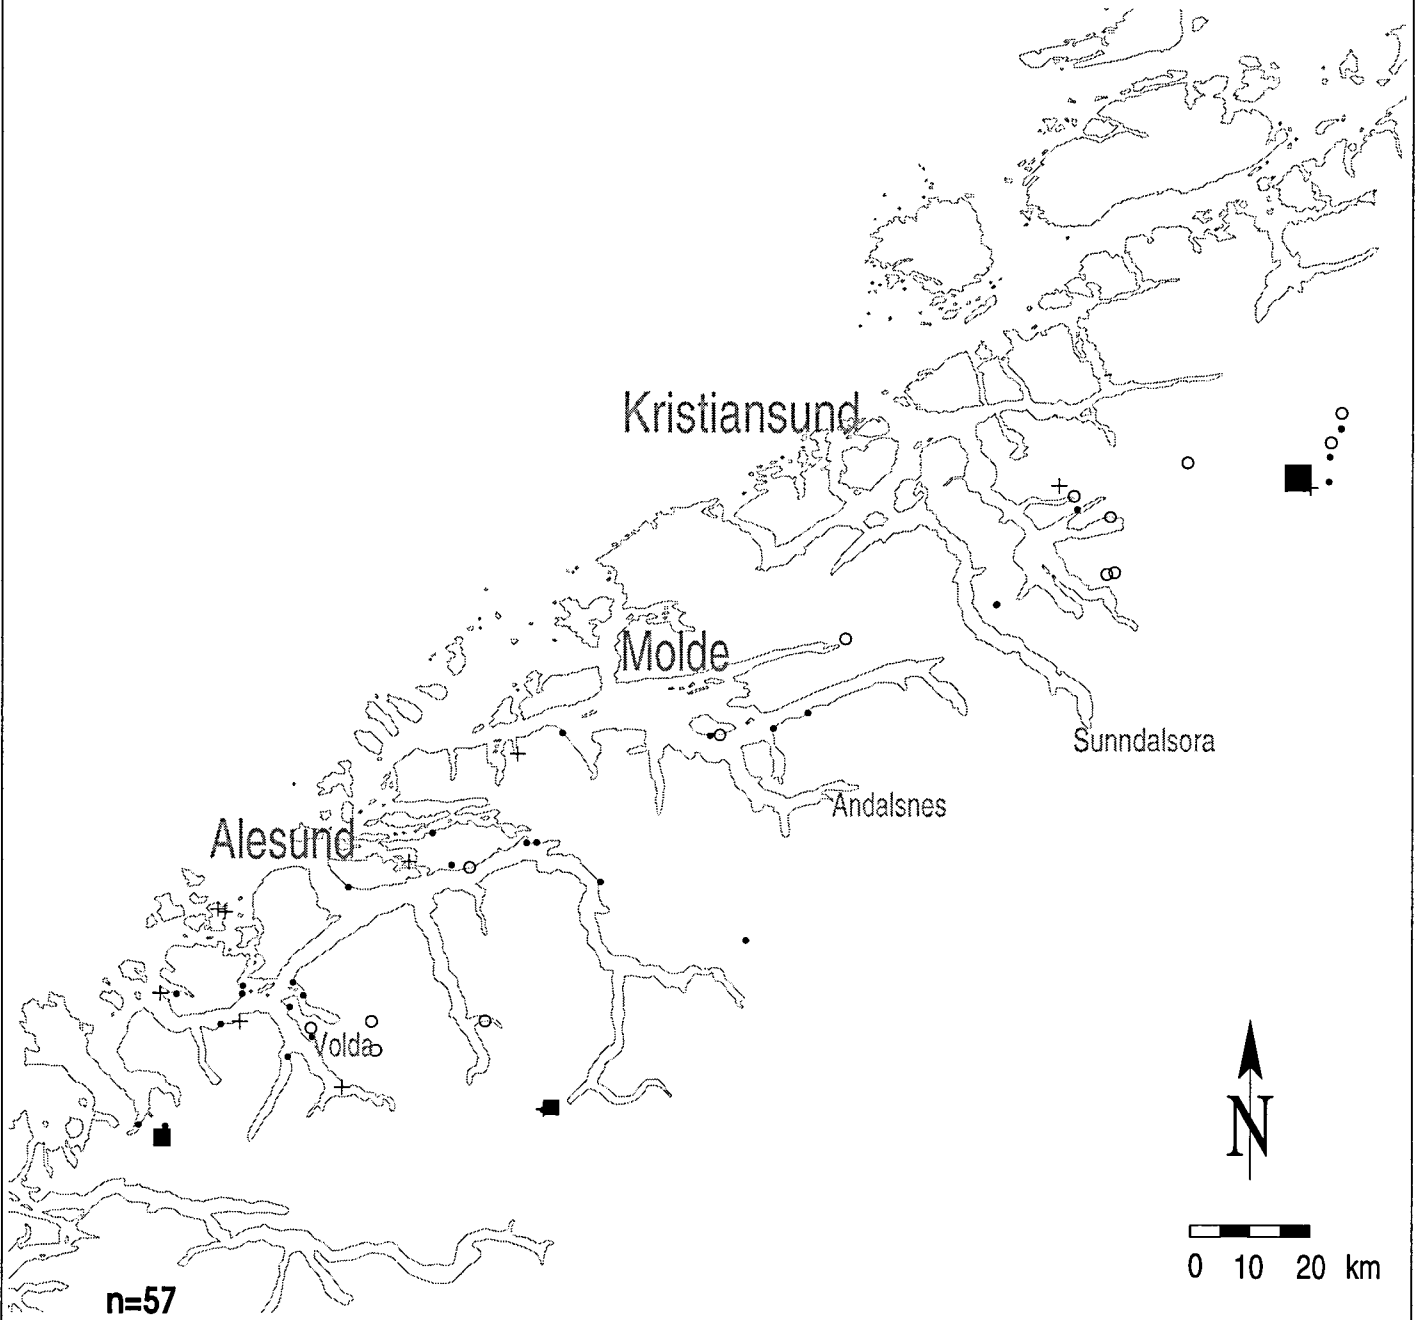 Kristiansund
Molde
Sunndalsora
Andalsnes
Alesund
Volda
N
0 10 20 km
n=57